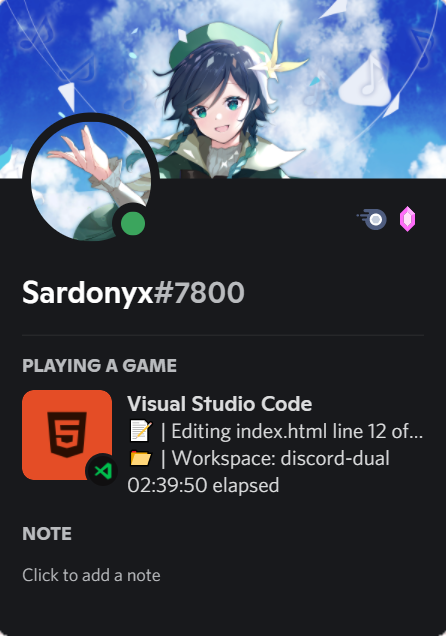 Sardonyx#7800
PLAYING A GAME
Visual Studio Code
📝 | Editing index.html line 12 of...
📂 | Workspace: discord-dual
02:39:50 elapsed
NOTE
Click to add a note